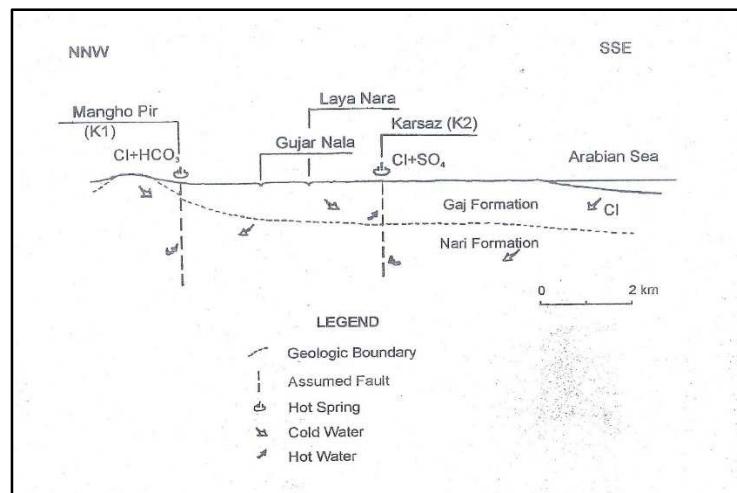 NNW
SSE
Laya Nara
Mangho Pir
(K1)
Karsaz (K2)
Gujar Nala
Cl+HCO₃
Cl+SO₄
Arabian Sea
Gaj Formation
Cl
Nari Formation
0 2 km
LEGEND
Geologic Boundary
Assumed Fault
Hot Spring
Cold Water
Hot Water